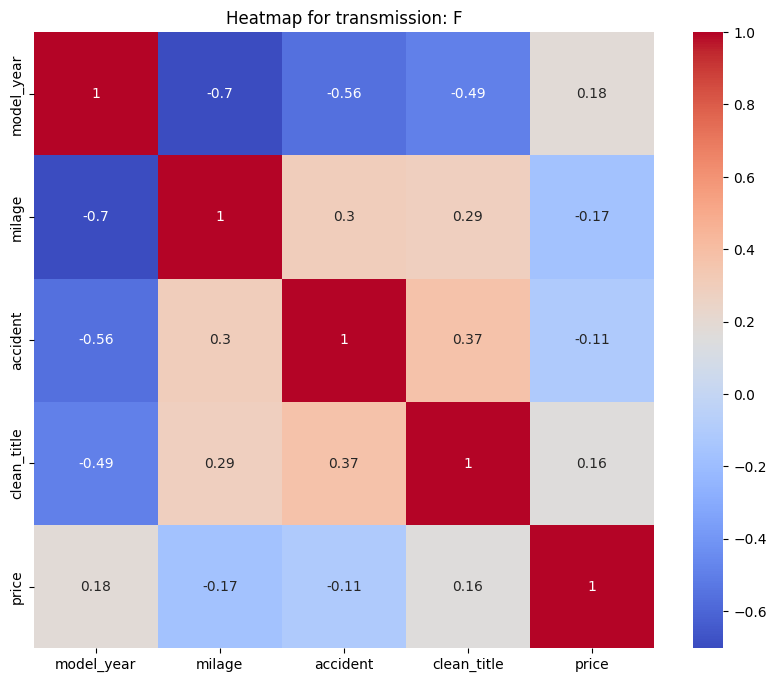 Heatmap for transmission: F
model_year 1 -0.7 -0.56 -0.49 0.18
milage -0.7 1 0.3 0.29 -0.17
accident -0.56 0.3 1 0.37 -0.11
clean_title -0.49 0.29 0.37 1 0.16
price 0.18 -0.17 -0.11 0.16 1
model_year milage accident clean_title price
1.0
0.8
0.6
0.4
0.2
0.0
−0.2
−0.4
−0.6